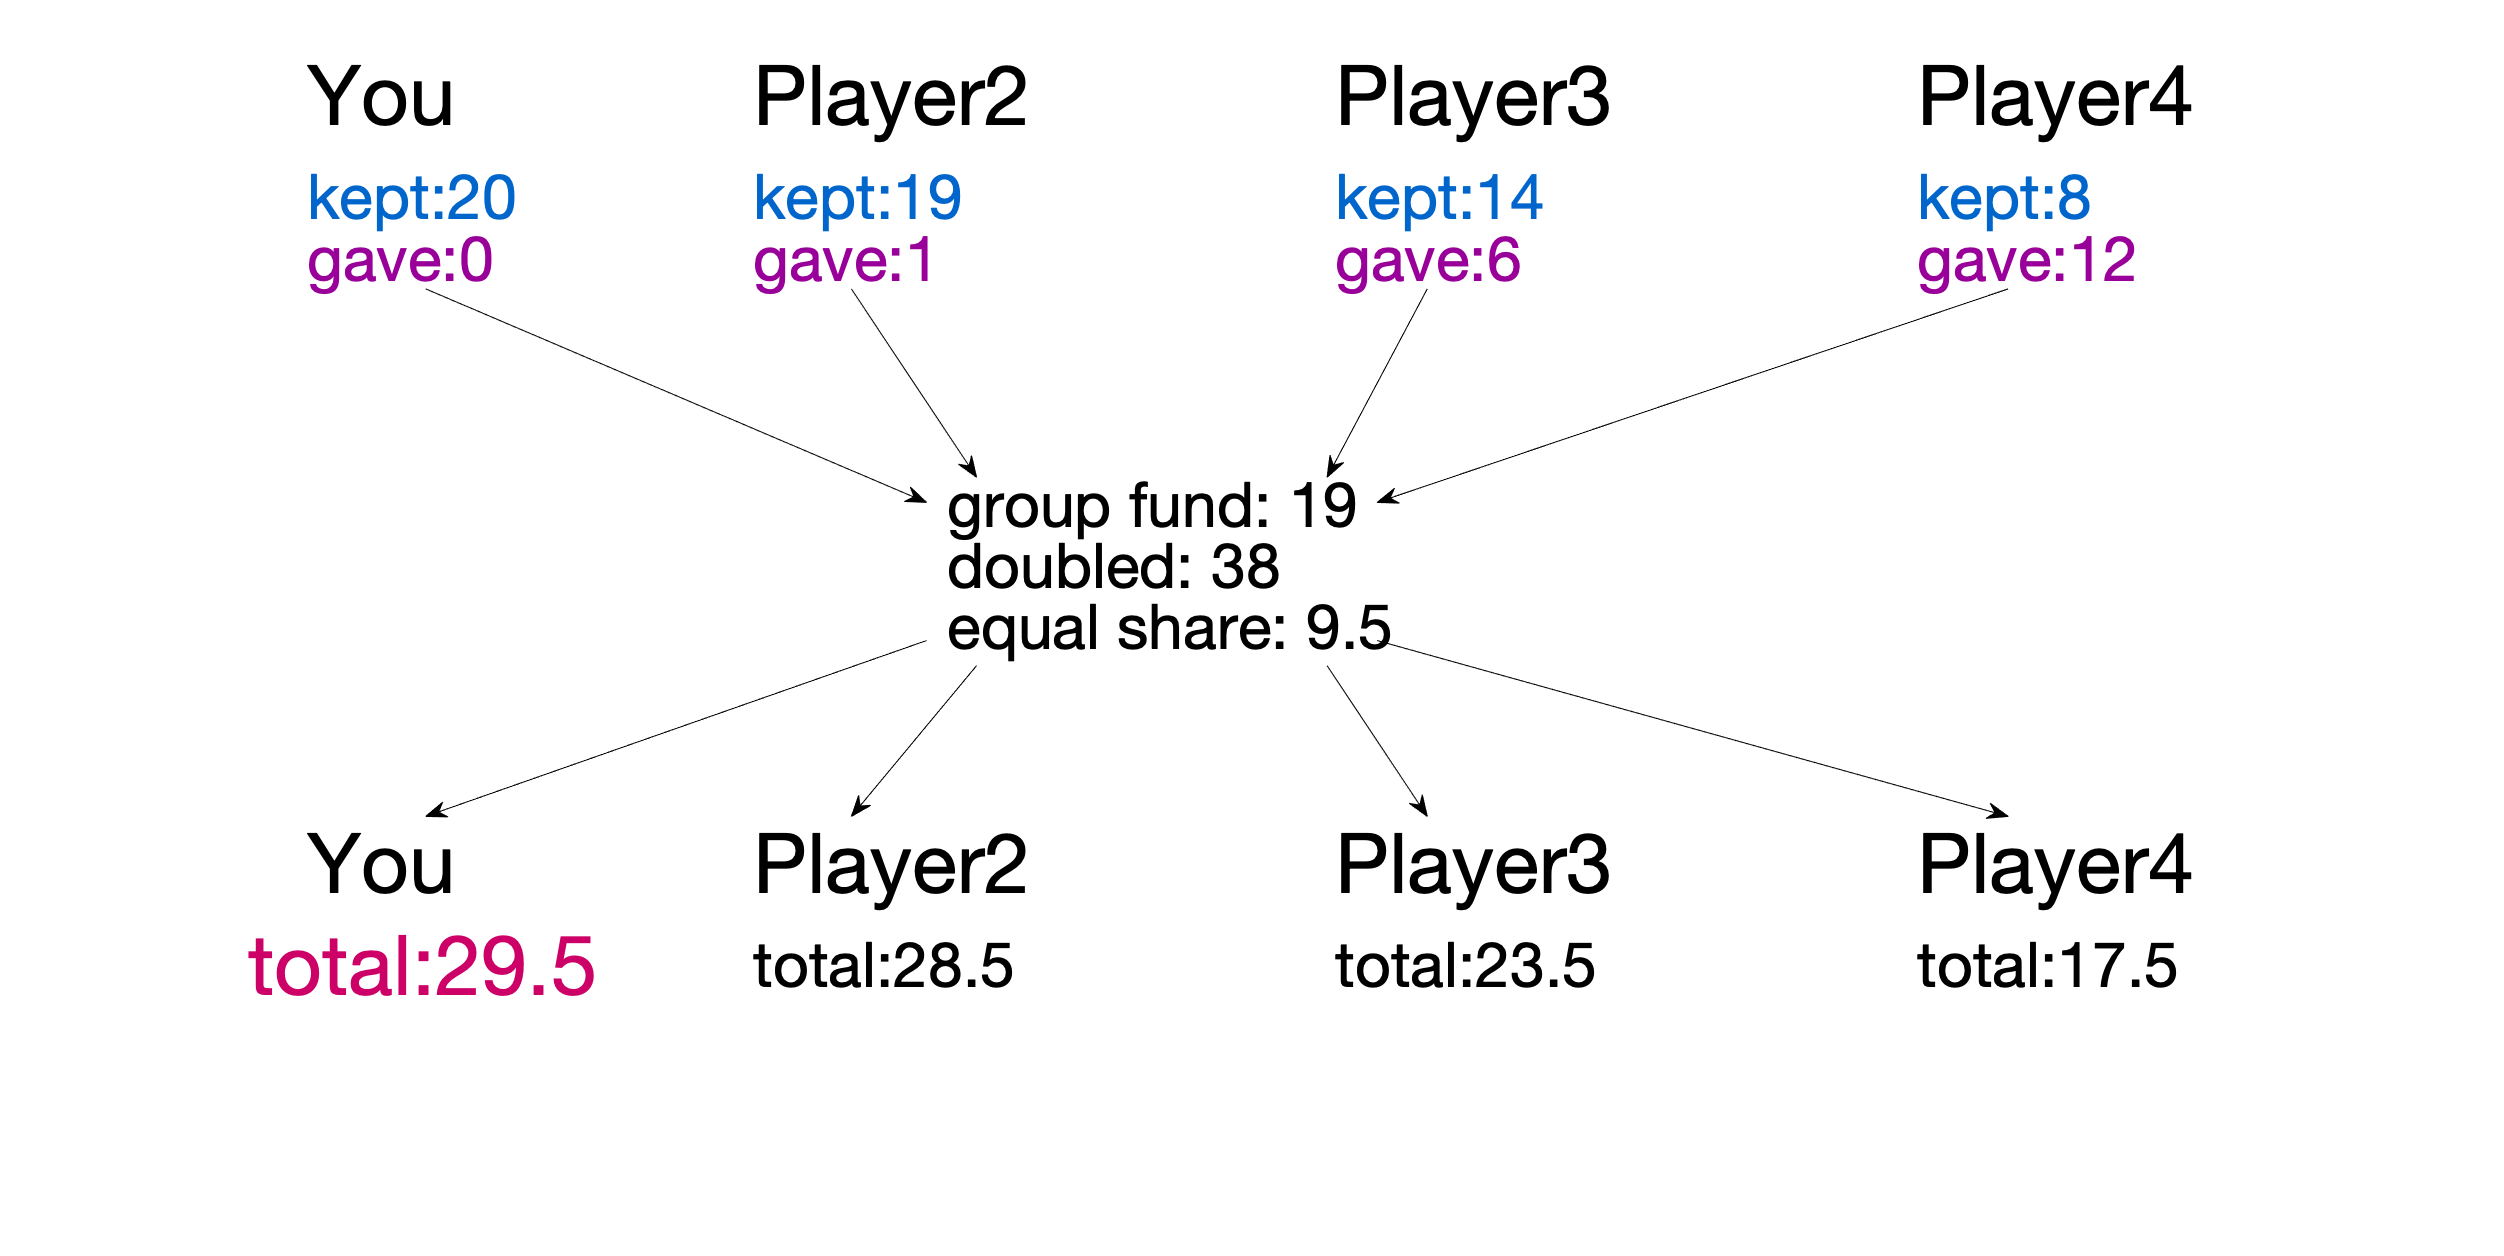 You Player2 Player3 Player4
kept:20 kept:19 kept:14 kept:8
gave:0 gave:1 gave:6 gave:12
group fund: 19
doubled: 38
equal share: 9.5
You Player2 Player3 Player4
total:29.5 total:28.5 total:23.5 total:17.5